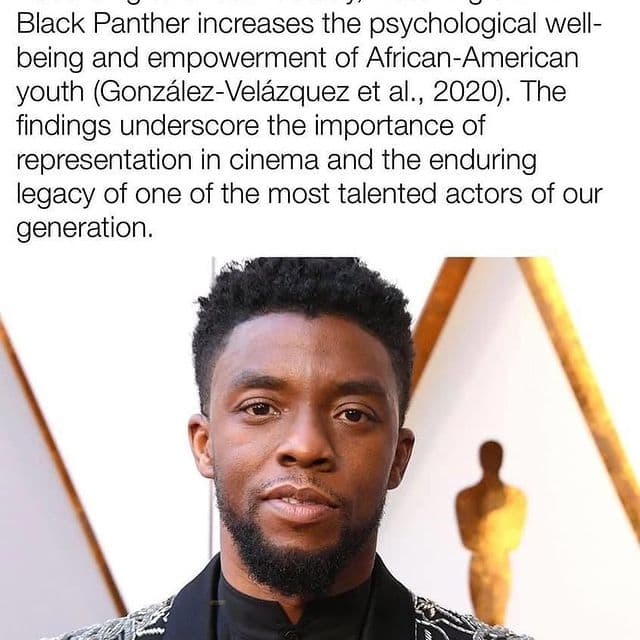 Black Panther increases the psychological well-
being and empowerment of African-American
youth (González-Velázquez et al., 2020). The
findings underscore the importance of
representation in cinema and the enduring
legacy of one of the most talented actors of our
generation.